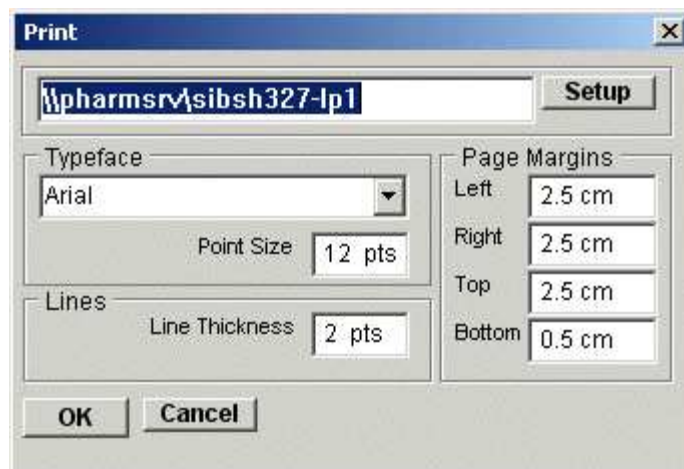 Print
\\pharmsrv\sibsh327-lp1
Setup
Typeface
Arial
Point Size
12 pts
Lines
Line Thickness
2 pts
Page Margins
Left
2.5 cm
Right
2.5 cm
Top
2.5 cm
Bottom
0.5 cm
OK
Cancel